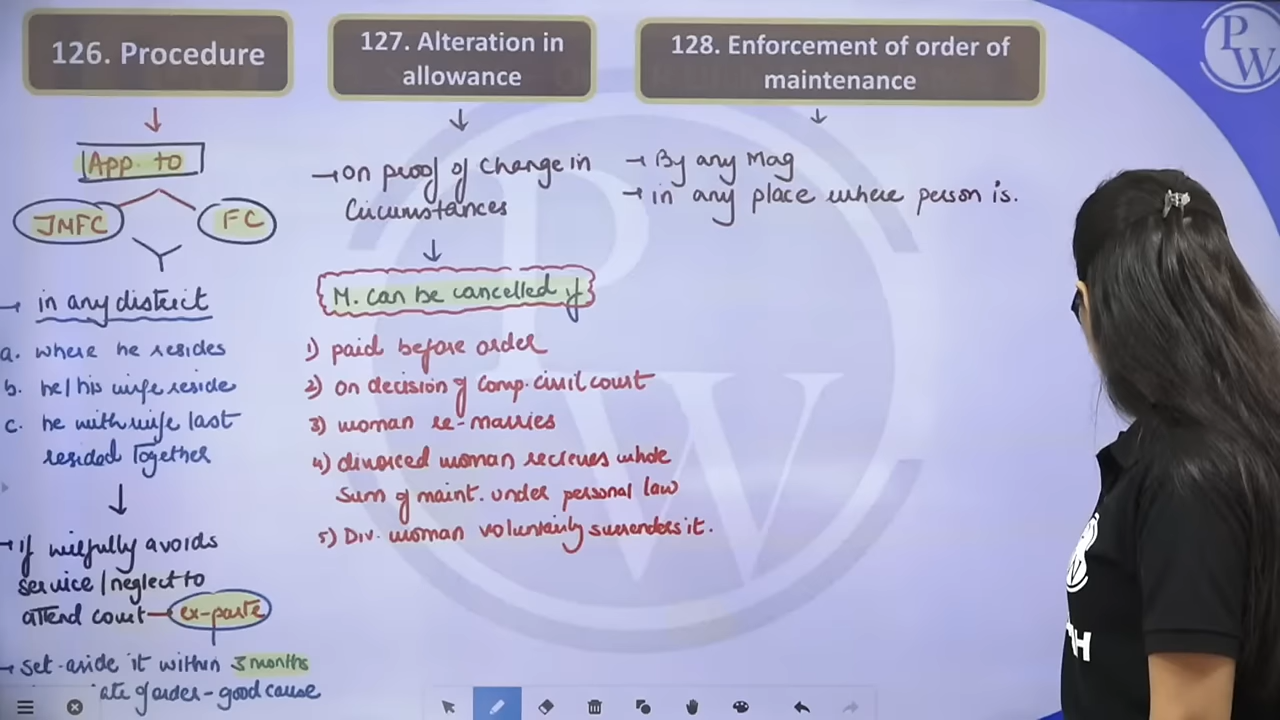 126. Procedure
App. to
JMFC
FC
→ in any district
a. where he resides
b. he/his wife reside
c. he with wife last
resided Together
→ If wilfully avoids
service/neglect to
attend court — ex-parte
→ set-aside it within 3 months
ate of order - good cause
127. Alteration in
allowance
→ on proof of change in
Circumstances
M. can be cancelled if
1) paid before order
2) on decision of comp. civil court
3) woman re-marries
4) divorced woman recieves whole
sum of maint. under personal law
5) Div. woman voluntarily surrenders it.
128. Enforcement of order of
maintenance
→ By any Mag
→ in any place where person is.
PW
PW
H